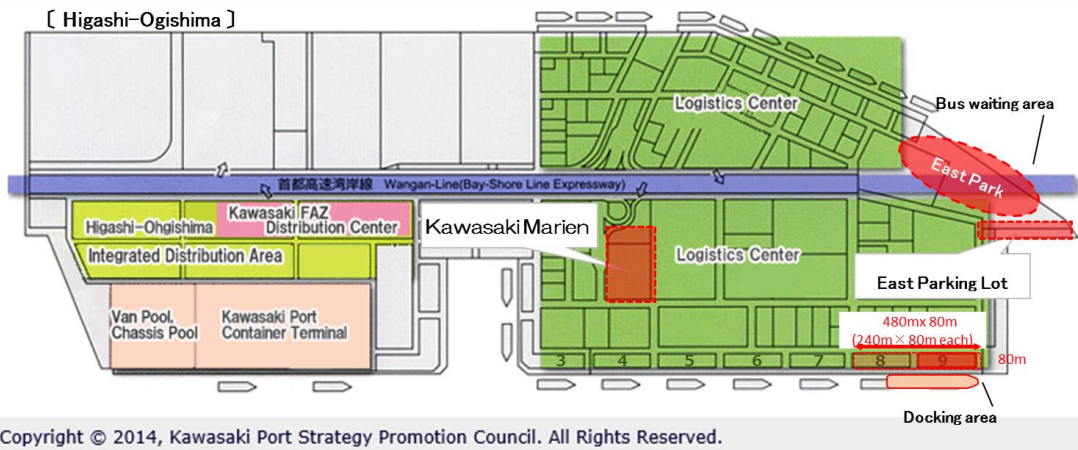 〔 Higashi-Ogishima 〕
Logistics Center
Bus waiting area
East Park
首都高速湾岸線 Wangan-Line(Bay-Shore Line Expressway)
Kawasaki FAZ
Distribution Center
Higashi-Ohgishima
Integrated Distribution Area
Kawasaki Marien
Logistics Center
East Parking Lot
Van Pool,
Chassis Pool
Kawasaki Port
Container Terminal
480mx 80m
(240m×80m each)
3 4 5 6 7 8 9 80m
Docking area
Copyright © 2014, Kawasaki Port Strategy Promotion Council. All Rights Reserved.